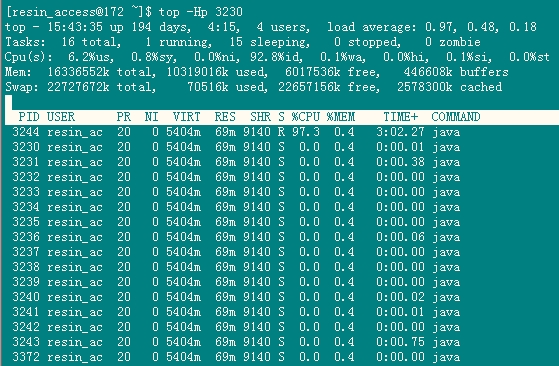 [resin_access@172 ~]$ top -Hp 3230
top - 15:43:35 up 194 days,  4:15,  4 users,  load average: 0.97, 0.48, 0.18
Tasks:  16 total,   1 running,  15 sleeping,   0 stopped,   0 zombie
Cpu(s):  6.2%us,  0.8%sy,  0.0%ni, 92.8%id,  0.1%wa,  0.0%hi,  0.1%si,  0.0%st
Mem:  16336552k total, 10319016k used,  6017536k free,   446608k buffers
Swap: 22727672k total,    70516k used, 22657156k free,  2578300k cached
PID USER      PR  NI  VIRT  RES  SHR S %CPU %MEM    TIME+  COMMAND
3244 resin_ac  20   0 5404m  69m 9140 R 97.3  0.4   3:02.27 java
3230 resin_ac  20   0 5404m  69m 9140 S  0.0  0.4   0:00.01 java
3231 resin_ac  20   0 5404m  69m 9140 S  0.0  0.4   0:00.38 java
3232 resin_ac  20   0 5404m  69m 9140 S  0.0  0.4   0:00.00 java
3233 resin_ac  20   0 5404m  69m 9140 S  0.0  0.4   0:00.00 java
3234 resin_ac  20   0 5404m  69m 9140 S  0.0  0.4   0:00.00 java
3235 resin_ac  20   0 5404m  69m 9140 S  0.0  0.4   0:00.00 java
3236 resin_ac  20   0 5404m  69m 9140 S  0.0  0.4   0:00.06 java
3237 resin_ac  20   0 5404m  69m 9140 S  0.0  0.4   0:00.00 java
3238 resin_ac  20   0 5404m  69m 9140 S  0.0  0.4   0:00.00 java
3239 resin_ac  20   0 5404m  69m 9140 S  0.0  0.4   0:00.00 java
3240 resin_ac  20   0 5404m  69m 9140 S  0.0  0.4   0:00.02 java
3241 resin_ac  20   0 5404m  69m 9140 S  0.0  0.4   0:00.01 java
3242 resin_ac  20   0 5404m  69m 9140 S  0.0  0.4   0:00.00 java
3243 resin_ac  20   0 5404m  69m 9140 S  0.0  0.4   0:00.75 java
3372 resin_ac  20   0 5404m  69m 9140 S  0.0  0.4   0:00.00 java